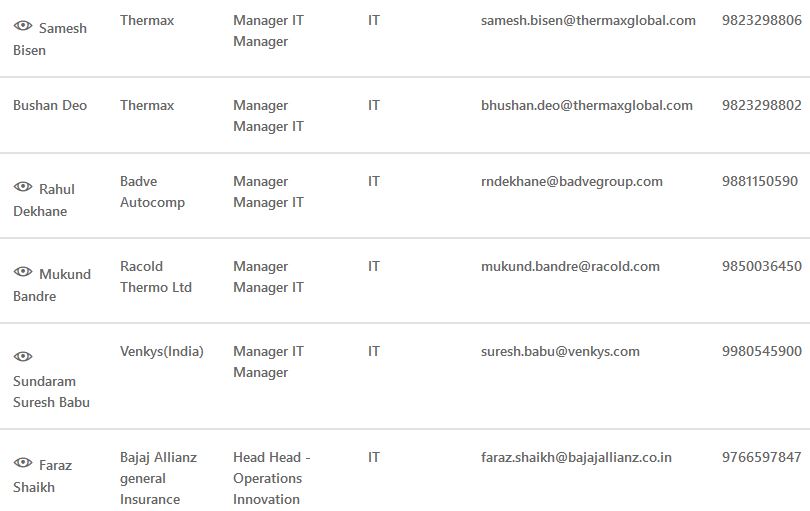 Samesh Bisen Thermax Manager IT Manager IT samesh.bisen@thermaxglobal.com 9823298806
Bushan Deo Thermax Manager Manager IT IT bhushan.deo@thermaxglobal.com 9823298802
Rahul Dekhane Badve Autocomp Manager Manager IT IT rndekhane@badvegroup.com 9881150590
Mukund Bandre Racold Thermo Ltd Manager Manager IT IT mukund.bandre@racold.com 9850036450
Sundaram Suresh Babu Venkys(India) Manager IT Manager IT suresh.babu@venkys.com 9980545900
Faraz Shaikh Bajaj Allianz general Insurance Head Head - Operations Innovation IT faraz.shaikh@bajajallianz.co.in 9766597847